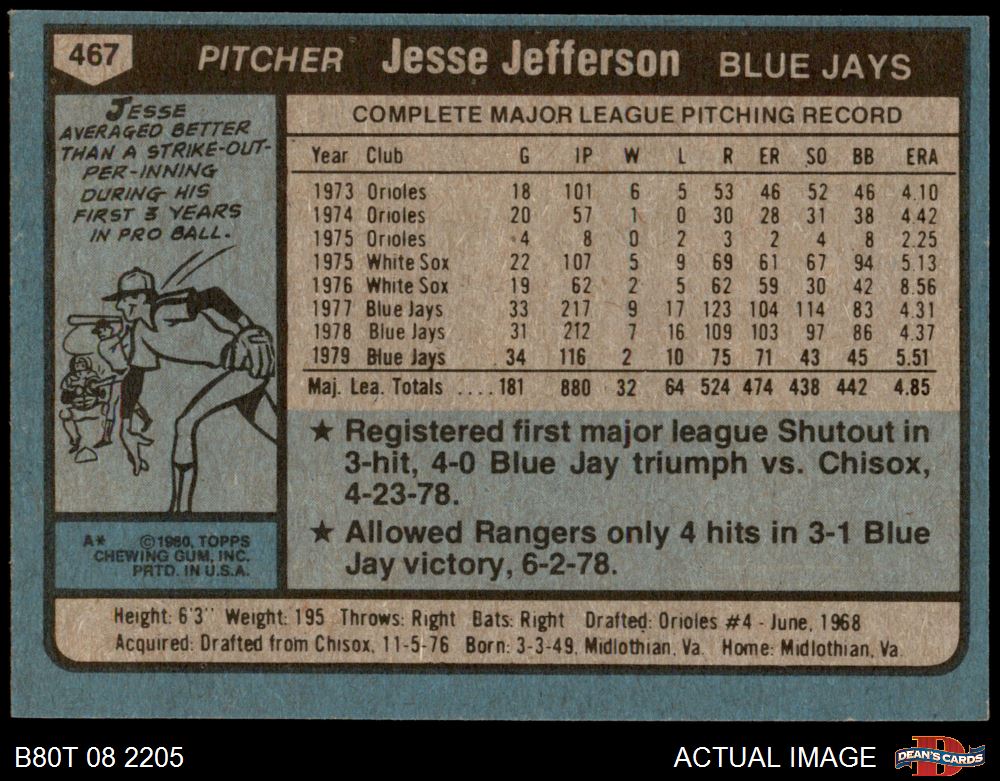 467 PITCHER Jesse Jefferson BLUE JAYS
JESSE
AVERAGED BETTER
THAN A STRIKE-OUT-
PER-INNING
DURING HIS
FIRST 3 YEARS
IN PRO BALL.
COMPLETE MAJOR LEAGUE PITCHING RECORD
Year Club G IP W L R ER SO BB ERA
1973 Orioles 18 101 6 5 53 46 52 46 4.10
1974 Orioles 20 57 1 0 30 28 31 38 4.42
1975 Orioles 4 8 0 2 3 2 4 8 2.25
1975 White Sox 22 107 5 9 69 61 67 94 5.13
1976 White Sox 19 62 2 5 62 59 30 42 8.56
1977 Blue Jays 33 217 9 17 123 104 114 83 4.31
1978 Blue Jays 31 212 7 16 109 103 97 86 4.37
1979 Blue Jays 34 116 2 10 75 71 43 45 5.51
Maj. Lea. Totals .... 181 880 32 64 524 474 438 442 4.85
★ Registered first major league Shutout in
3-hit, 4-0 Blue Jay triumph vs. Chisox,
4-23-78.
★ Allowed Rangers only 4 hits in 3-1 Blue
Jay victory, 6-2-78.
A* ©1980, TOPPS
CHEWING GUM, INC.
PRTD. IN U.S.A.
Height: 6'3" Weight: 195 Throws: Right Bats: Right Drafted: Orioles #4 - June, 1968
Acquired: Drafted from Chisox, 11-5-76 Born: 3-3-49, Midlothian, Va. Home: Midlothian, Va.
B80T 08 2205 ACTUAL IMAGE D DEAN'S CARDS